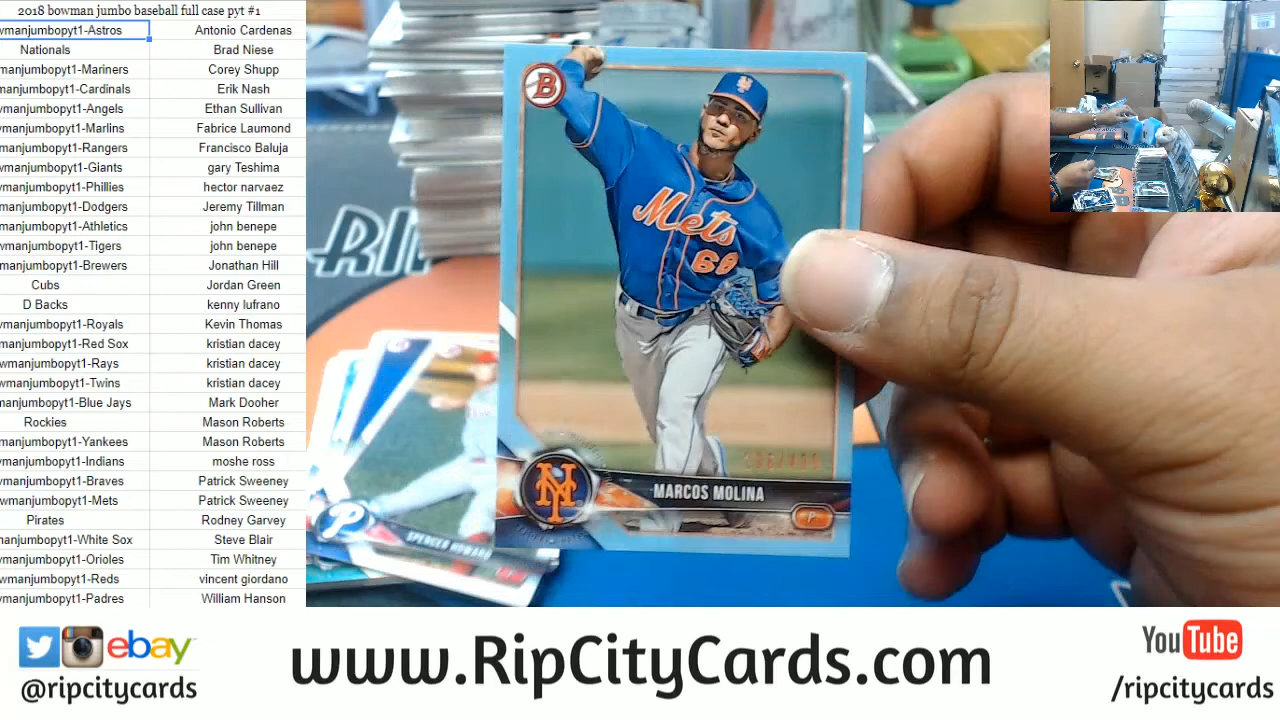 2018 bowman jumbo baseball full case pyt #1
wmanjumbopyt1-Astros Antonio Cardenas
Nationals Brad Niese
manjumbopyt1-Mariners Corey Shupp
manjumbopyt1-Cardinals Erik Nash
wmanjumbopyt1-Angels Ethan Sullivan
wmanjumbopyt1-Marlins Fabrice Laumond
manjumbopyt1-Rangers Francisco Baluja
wmanjumbopyt1-Giants gary Teshima
wmanjumbopyt1-Phillies hector narvaez
manjumbopyt1-Dodgers Jeremy Tillman
manjumbopyt1-Athletics john benepe
wmanjumbopyt1-Tigers john benepe
manjumbopyt1-Brewers Jonathan Hill
Cubs Jordan Green
D Backs kenny lufrano
wmanjumbopyt1-Royals Kevin Thomas
manjumbopyt1-Red Sox kristian dacey
wmanjumbopyt1-Rays kristian dacey
wmanjumbopyt1-Twins kristian dacey
manjumbopyt1-Blue Jays Mark Dooher
Rockies Mason Roberts
manjumbopyt1-Yankees Mason Roberts
manjumbopyt1-Indians moshe ross
wmanjumbopyt1-Braves Patrick Sweeney
wmanjumbopyt1-Mets Patrick Sweeney
Pirates Rodney Garvey
manjumbopyt1-White Sox Steve Blair
wmanjumbopyt1-Orioles Tim Whitney
wmanjumbopyt1-Reds vincent giordano
wmanjumbopyt1-Padres William Hanson
B
Mets
68
RI
NY
MARCOS MOLINA
P
P
SPENCER HOWARD
ebay
@ripcitycards
www.RipCityCards.com
YouTube
/ripcitycards